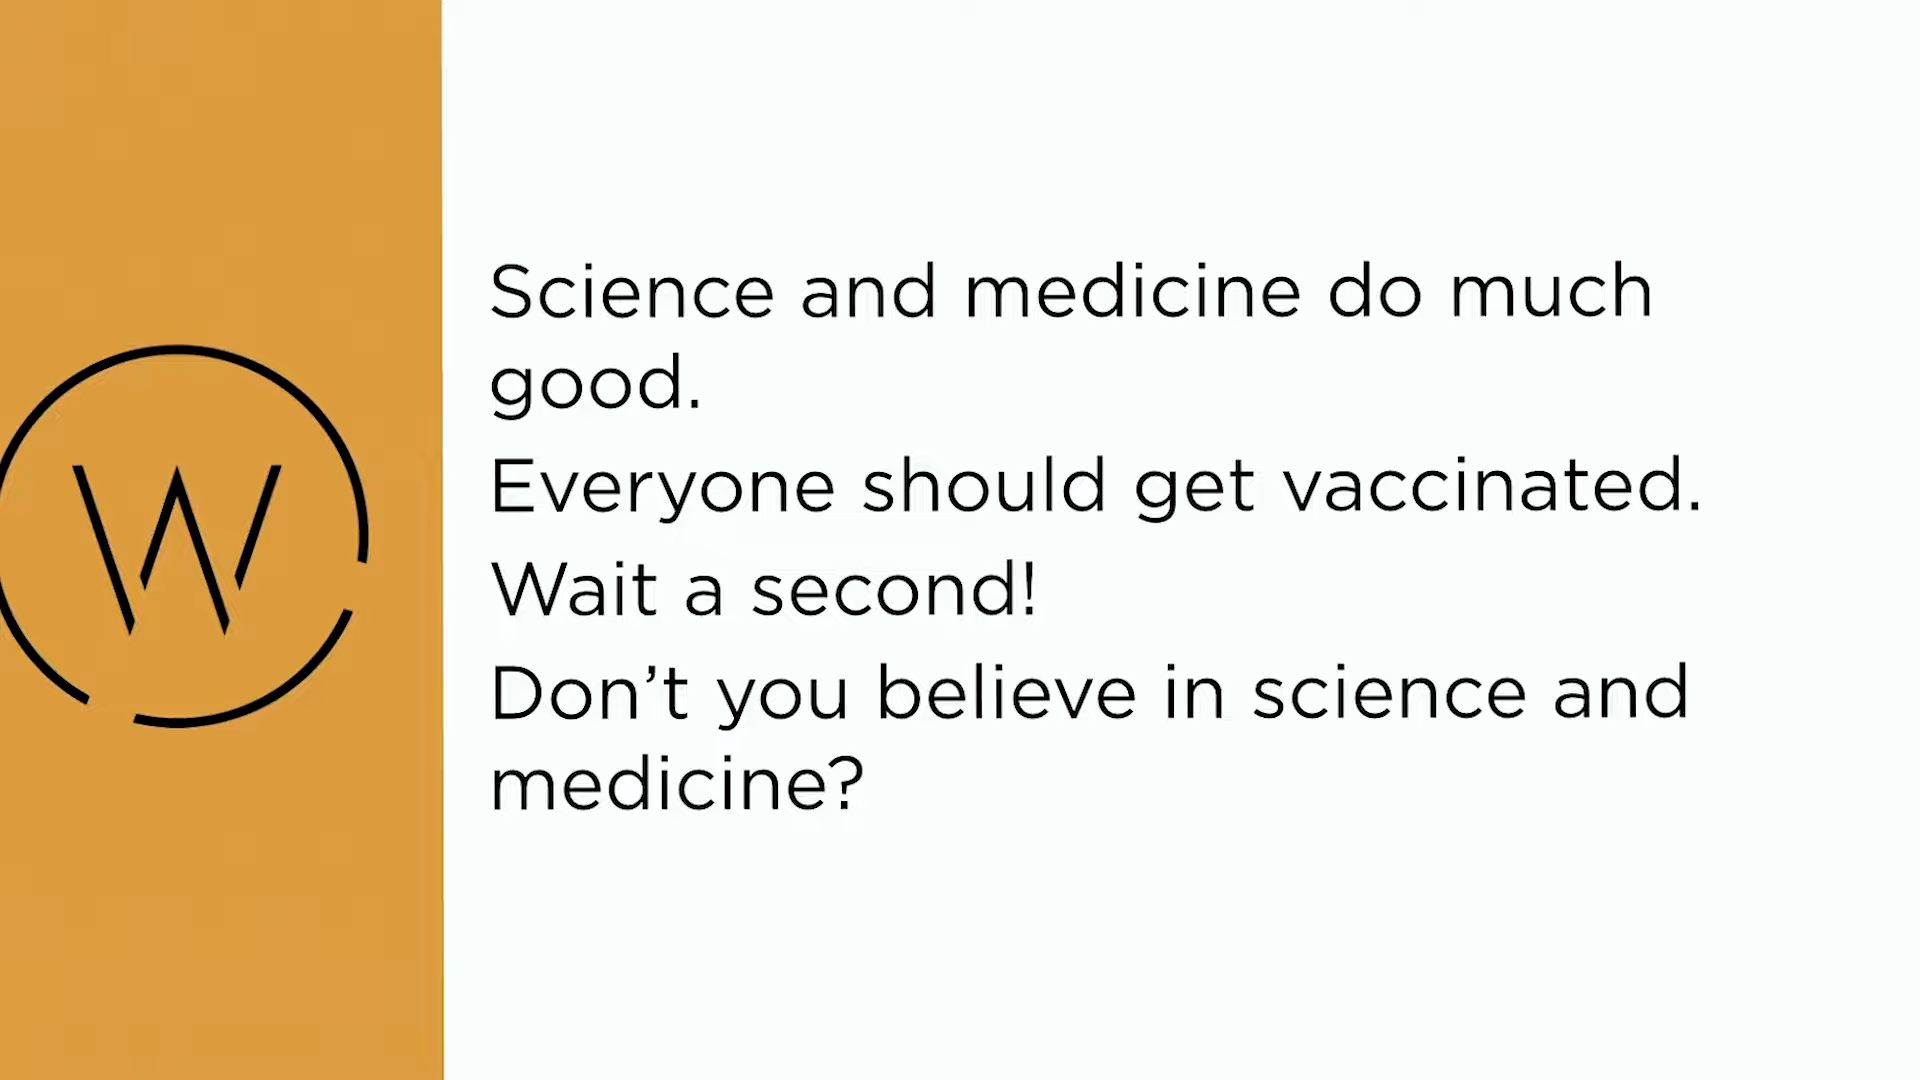 W
Science and medicine do much
good.
Everyone should get vaccinated.
Wait a second!
Don’t you believe in science and
medicine?